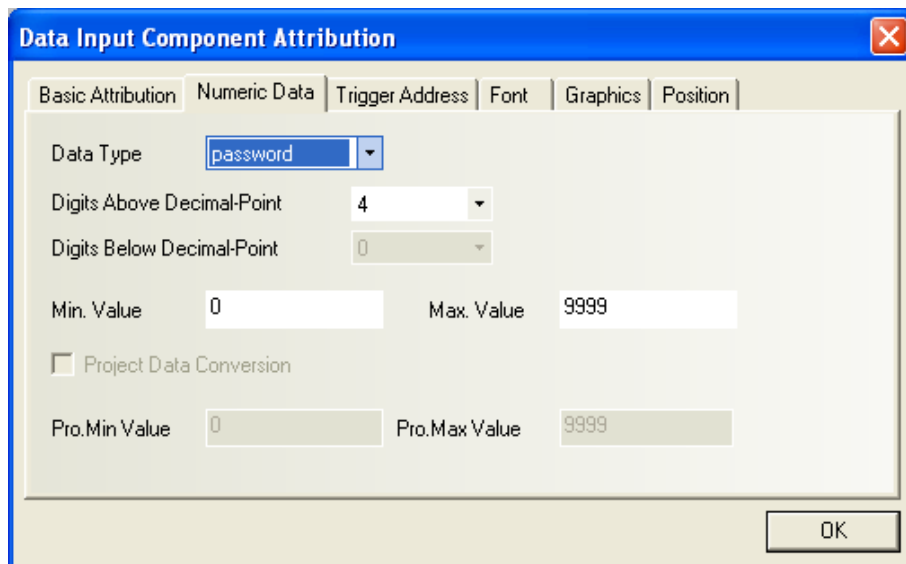 Data Input Component Attribution
Basic Attribution Numeric Data Trigger Address Font Graphics Position
Data Type password
Digits Above Decimal-Point 4
Digits Below Decimal-Point 0
Min. Value 0 Max. Value 9999
Project Data Conversion
Pro.Min Value 0 Pro.Max Value 9999
OK